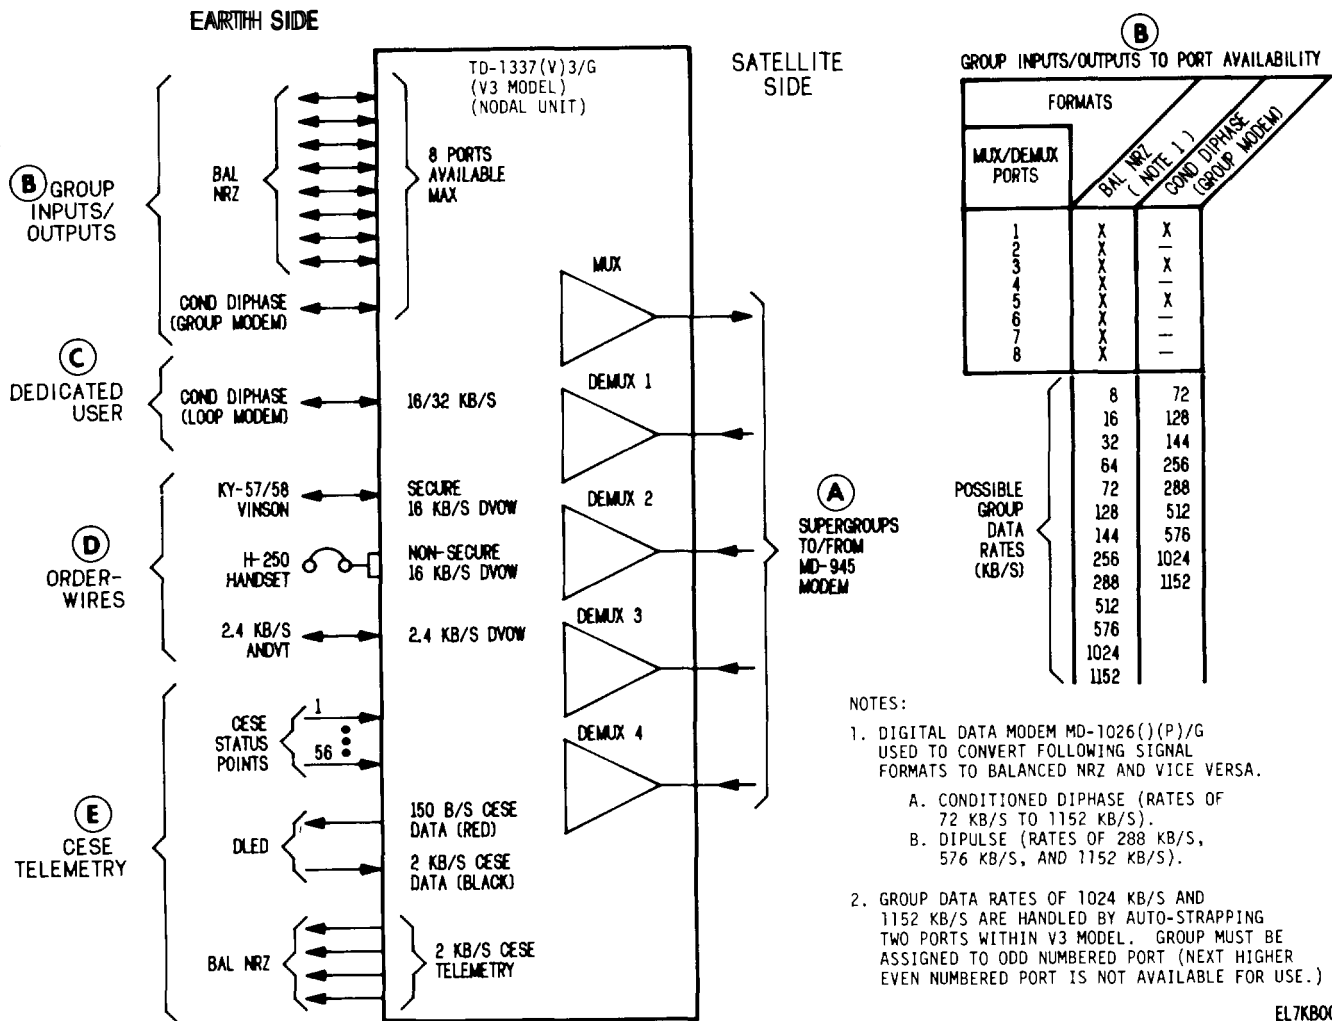 EARTH SIDE
TD-1337(V)3/G
(V3 MODEL)
(NODAL UNIT)
SATELLITE
SIDE
B
GROUP
INPUTS/
OUTPUTS
BAL
NRZ
8 PORTS
AVAILABLE
MAX
COND DIPHASE
(GROUP MODEM)
MUX
C
DEDICATED
USER
COND DIPHASE
(LOOP MODEM)
16/32 KB/S
DEMUX 1
D
ORDER-
WIRES
KY-57/58
VINSON
SECURE
16 KB/S DVOW
DEMUX 2
H-250
HANDSET
NON-SECURE
16 KB/S DVOW
2.4 KB/S
ANDVT
2.4 KB/S DVOW
DEMUX 3
A
SUPERGROUPS
TO/FROM
MD-945
MODEM
E
CESE
TELEMETRY
CESE
STATUS
POINTS
1
56
DEMUX 4
DLED
150 B/S CESE
DATA (RED)
2 KB/S CESE
DATA (BLACK)
BAL NRZ
2 KB/S CESE
TELEMETRY
B
GROUP INPUTS/OUTPUTS TO PORT AVAILABILITY
FORMATS
MUX/DEMUX
PORTS
BAL NRZ
( NOTE 1 )
COND DIPHASE
(GROUP MODEM)
1 X X
2 X —
3 X X
4 X —
5 X X
6 X —
7 X —
8 X —
POSSIBLE
GROUP
DATA
RATES
(KB/S)
8 72
16 128
32 144
64 256
72 288
128 512
144 576
256 1024
288 1152
512
576
1024
1152
NOTES:
1. DIGITAL DATA MODEM MD-1026()(P)/G
USED TO CONVERT FOLLOWING SIGNAL
FORMATS TO BALANCED NRZ AND VICE VERSA.
A. CONDITIONED DIPHASE (RATES OF
72 KB/S TO 1152 KB/S).
B. DIPULSE (RATES OF 288 KB/S,
576 KB/S, AND 1152 KB/S).
2. GROUP DATA RATES OF 1024 KB/S AND
1152 KB/S ARE HANDLED BY AUTO-STRAPPING
TWO PORTS WITHIN V3 MODEL. GROUP MUST BE
ASSIGNED TO ODD NUMBERED PORT (NEXT HIGHER
EVEN NUMBERED PORT IS NOT AVAILABLE FOR USE.)